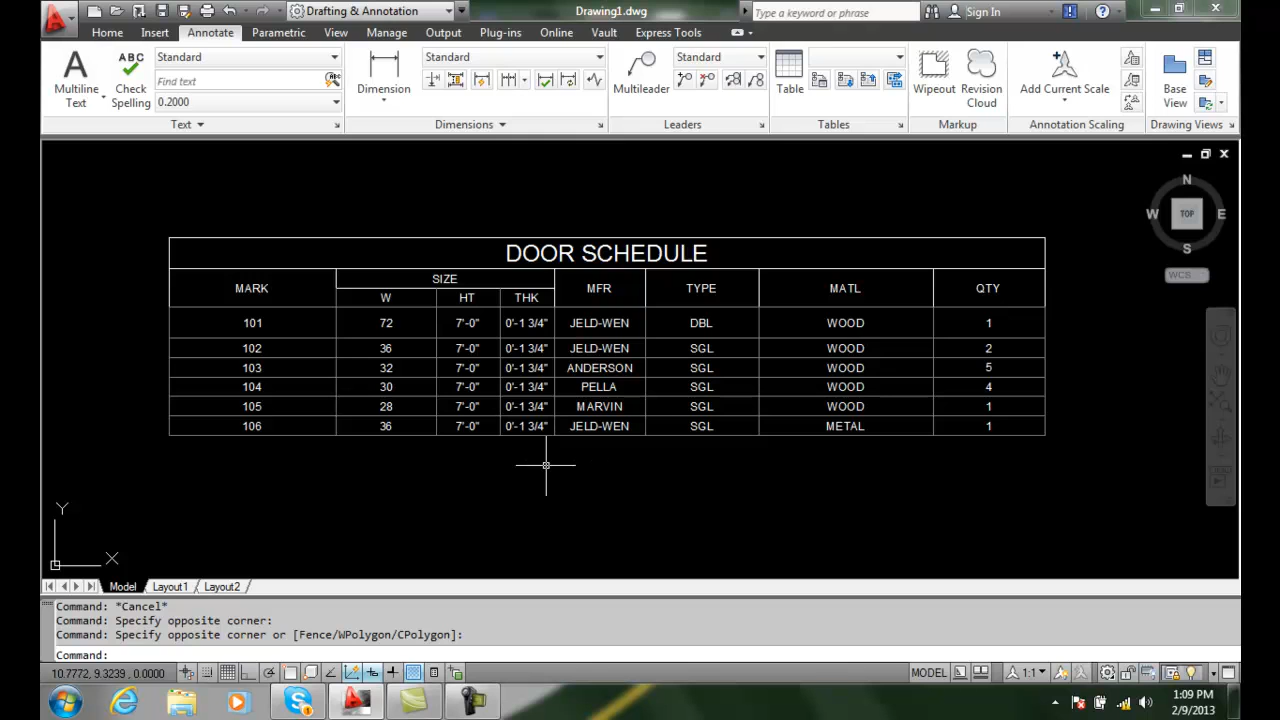 Drafting & Annotation
Drawing1.dwg
Type a keyword or phrase
Sign In
Home Insert Annotate Parametric View Manage Output Plug-ins Online Vault Express Tools
Multiline Text
ABC
Check Spelling
Standard
Find text
0.2000
Dimension
Standard
Multileader
Standard
Table
Wipeout
Revision Cloud
Add Current Scale
Base View
Text Dimensions Leaders Tables Markup Annotation Scaling Drawing Views
N
W TOP E
S
WCS
DOOR SCHEDULE
MARK SIZE MFR TYPE MATL QTY
W HT THK
101 72 7'-0" 0'-1 3/4" JELD-WEN DBL WOOD 1
102 36 7'-0" 0'-1 3/4" JELD-WEN SGL WOOD 2
103 32 7'-0" 0'-1 3/4" ANDERSON SGL WOOD 5
104 30 7'-0" 0'-1 3/4" PELLA SGL WOOD 4
105 28 7'-0" 0'-1 3/4" MARVIN SGL WOOD 1
106 36 7'-0" 0'-1 3/4" JELD-WEN SGL METAL 1
Y
X
Model Layout1 Layout2
Command: *Cancel*
Command: Specify opposite corner:
Command: Specify opposite corner or [Fence/WPolygon/CPolygon]:
Command:
10.7772, 9.3239, 0.0000
MODEL
1:1
1:09 PM
2/9/2013